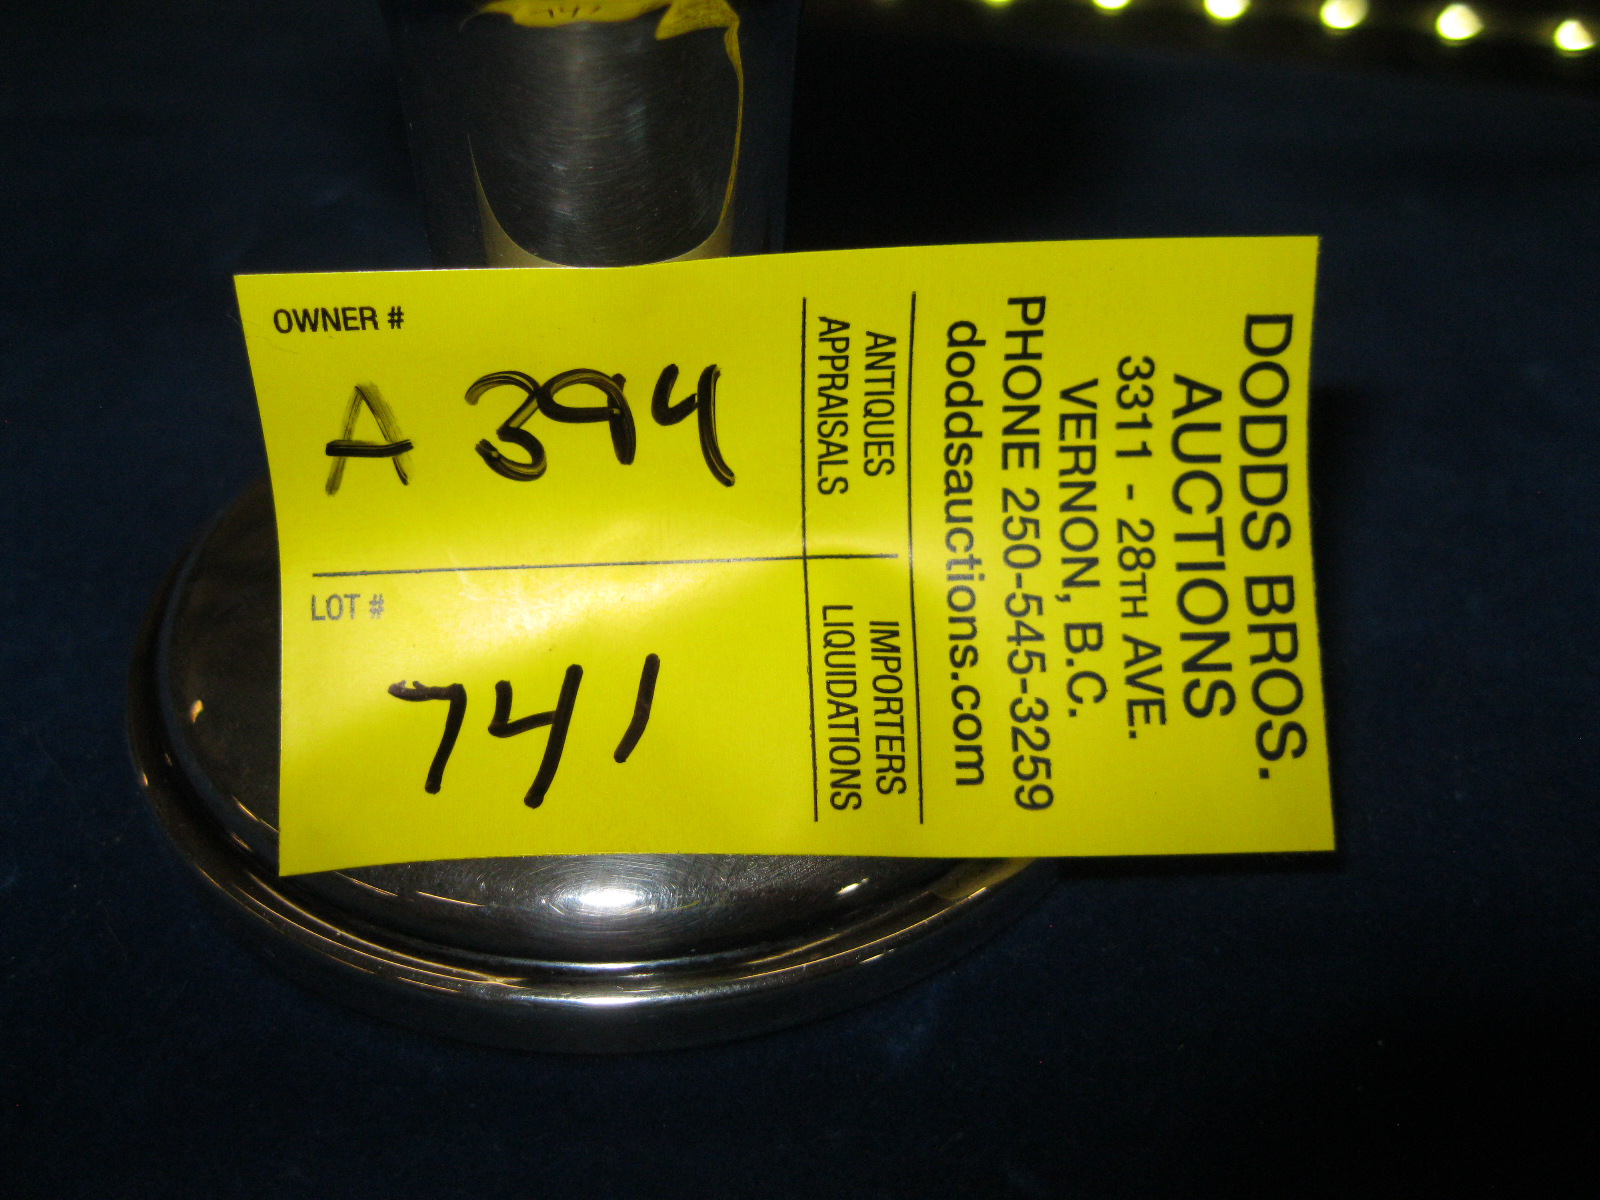 DODDS BROS.
AUCTIONS
3311 - 28TH AVE.
VERNON, B.C.
PHONE 250-545-3259
doddsauctions.com
ANTIQUES
APPRAISALS
IMPORTERS
LIQUIDATIONS
OWNER #
A 394
LOT #
741